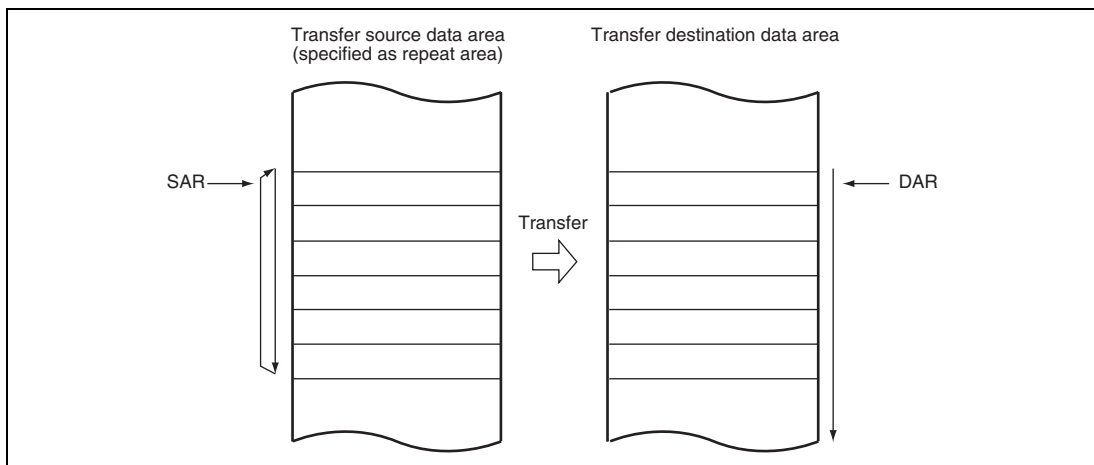 Transfer source data area
(specified as repeat area)
Transfer destination data area
SAR
Transfer
DAR